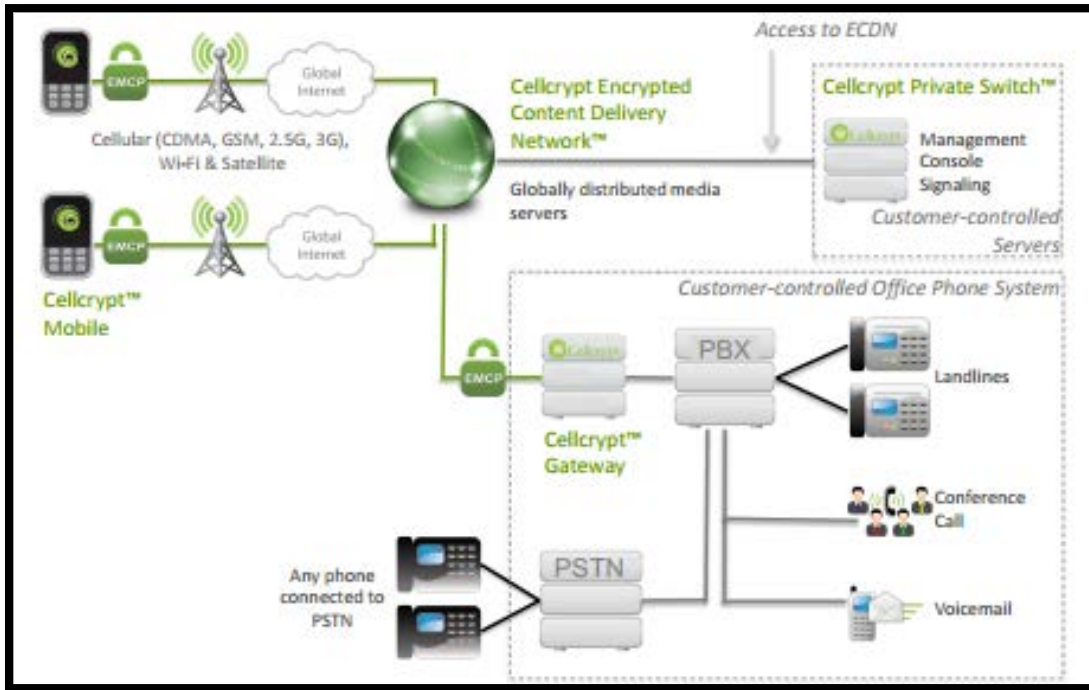 Access to ECDN
EMCP
Global
Internet
Cellcrypt Encrypted
Content Delivery
Network™
Cellcrypt Private Switch™
Cellcrypt
Management
Console
Signaling
Cellular (CDMA, GSM, 2.5G, 3G),
Wi-Fi & Satellite
Globally distributed media
servers
Customer-controlled
Servers
EMCP
Global
Internet
Cellcrypt™
Mobile
Customer-controlled Office Phone System
EMCP
Cellcrypt
PBX
Landlines
Cellcrypt™
Gateway
Conference
Call
Any phone
connected to
PSTN
PSTN
Voicemail